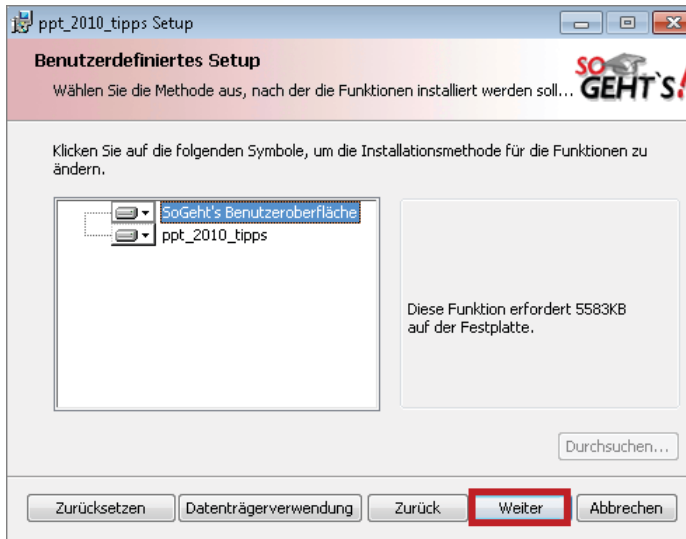 ppt_2010_tipps Setup
Benutzerdefiniertes Setup
Wählen Sie die Methode aus, nach der die Funktionen installiert werden soll...
SO
GEHT`S!
Klicken Sie auf die folgenden Symbole, um die Installationsmethode für die Funktionen zu
ändern.
SoGeht's Benutzeroberfläche
ppt_2010_tipps
Diese Funktion erfordert 5583KB
auf der Festplatte.
Durchsuchen...
Zurücksetzen Datenträgerverwendung Zurück Weiter Abbrechen